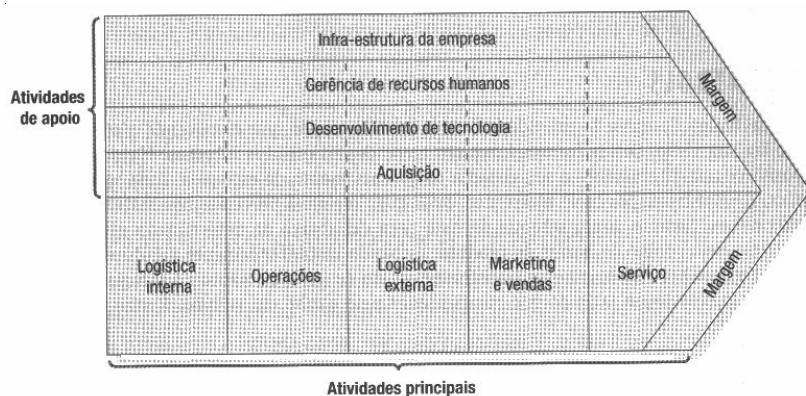 Infra-estrutura da empresa
Gerência de recursos humanos
Desenvolvimento de tecnologia
Aquisição
Atividades
de apoio
Margem
Logística
interna
Operações
Logística
externa
Marketing
e vendas
Serviço
Margem
Atividades principais